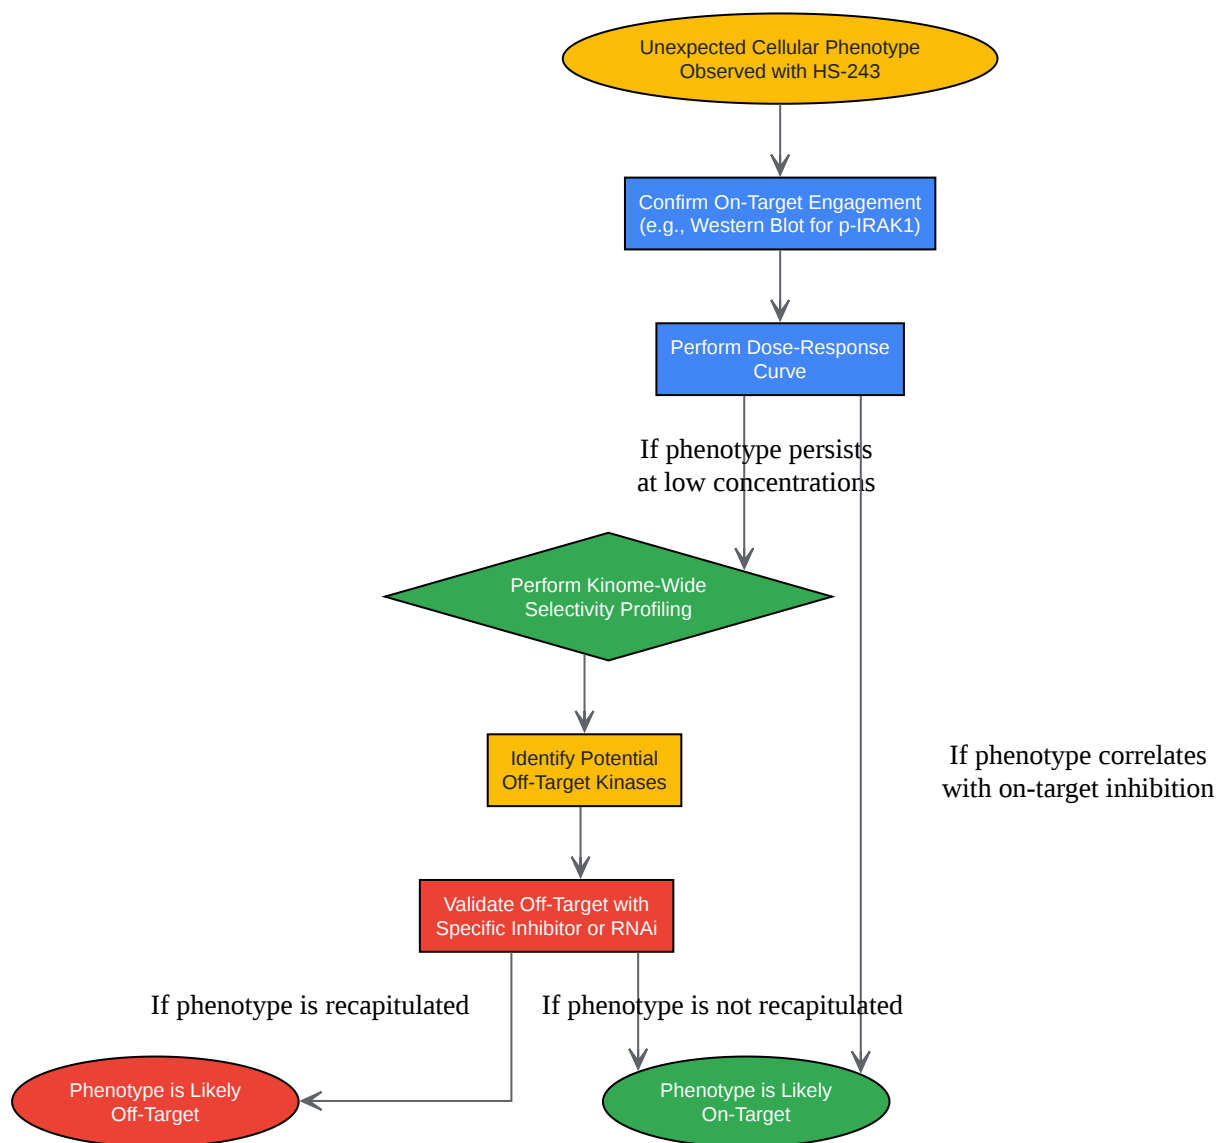 Unexpected Cellular Phenotype
Observed with HS-243
Confirm On-Target Engagement
(e.g., Western Blot for p-IRAK1)
Perform Dose-Response
Curve
If phenotype persists
at low concentrations
Perform Kinome-Wide
Selectivity Profiling
Identify Potential
Off-Target Kinases
If phenotype correlates
with on-target inhibition
Validate Off-Target with
Specific Inhibitor or RNAi
If phenotype is recapitulated
If phenotype is not recapitulated
Phenotype is Likely
Off-Target
Phenotype is Likely
On-Target